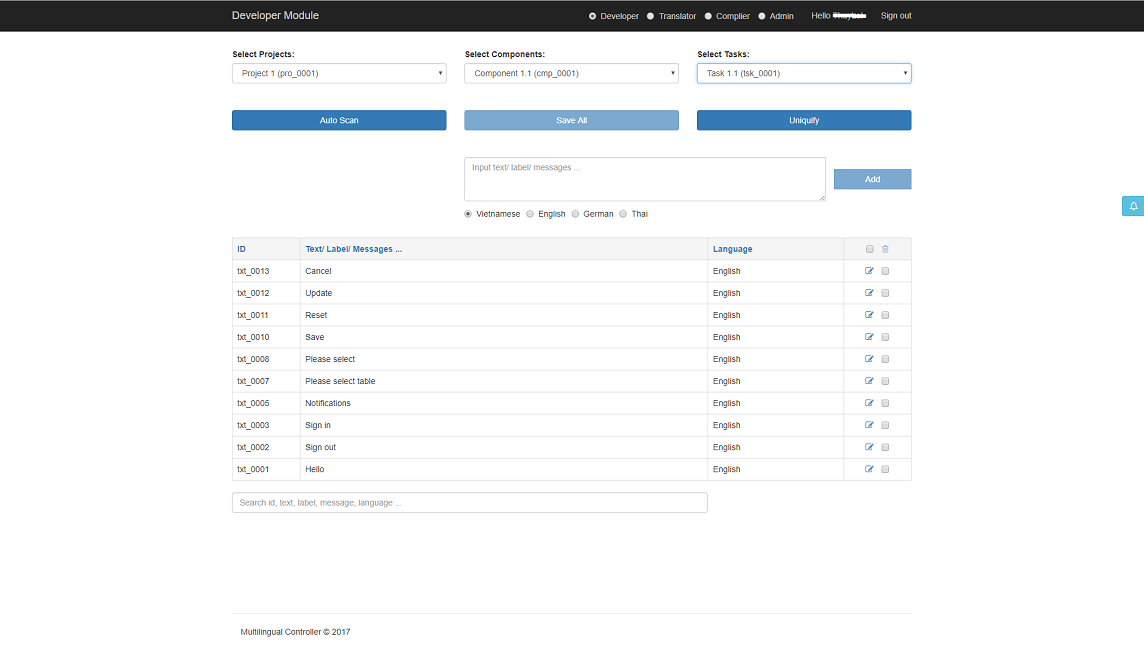 Developer Module Developer Translator Complier Admin Hello Sign out
Select Projects: Select Components: Select Tasks:
Project 1 (pro_0001) Component 1.1 (cmp_0001) Task 1.1 (tsk_0001)
Auto Scan Save All Uniquify
Input text/ label/ messages ...
Add
Vietnamese English German Thai
ID Text/ Label/ Messages ... Language
txt_0013 Cancel English
txt_0012 Update English
txt_0011 Reset English
txt_0010 Save English
txt_0008 Please select English
txt_0007 Please select table English
txt_0005 Notifications English
txt_0003 Sign in English
txt_0002 Sign out English
txt_0001 Hello English
Search id, text, label, message, language ...
Multilingual Controller © 2017